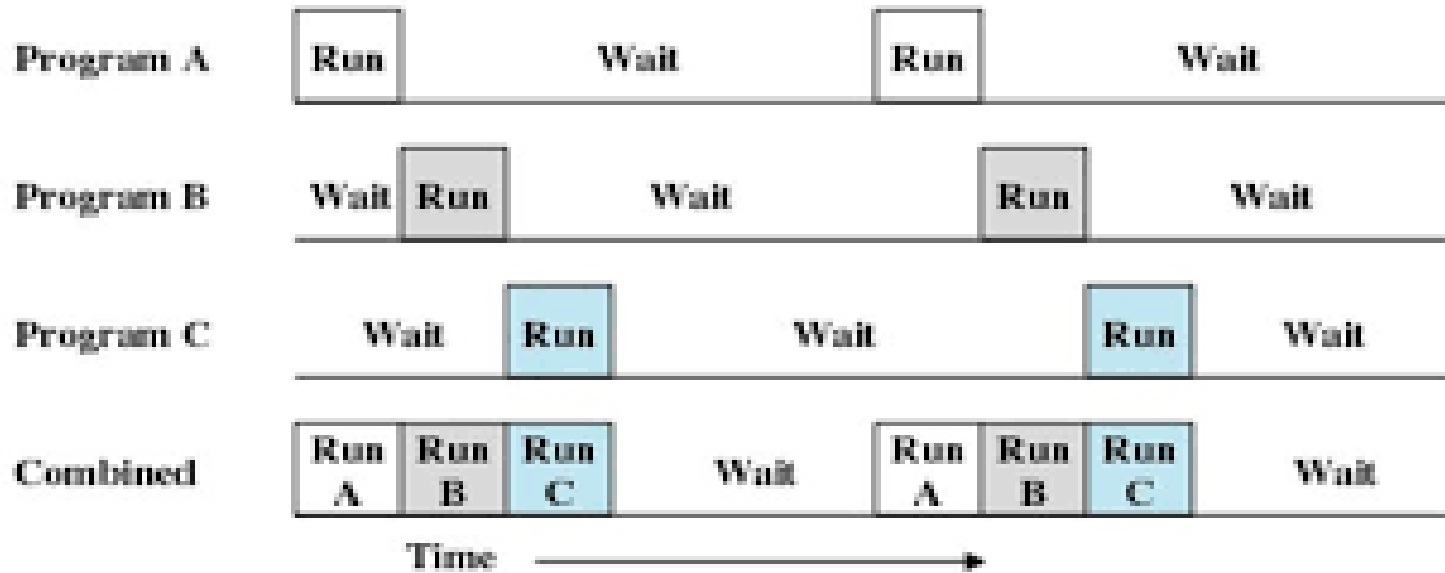 Program A Run Wait Run Wait
Program B Wait Run Wait Run Wait
Program C Wait Run Wait Run Wait
Combined Run A Run B Run C Wait Run A Run B Run C Wait
Time